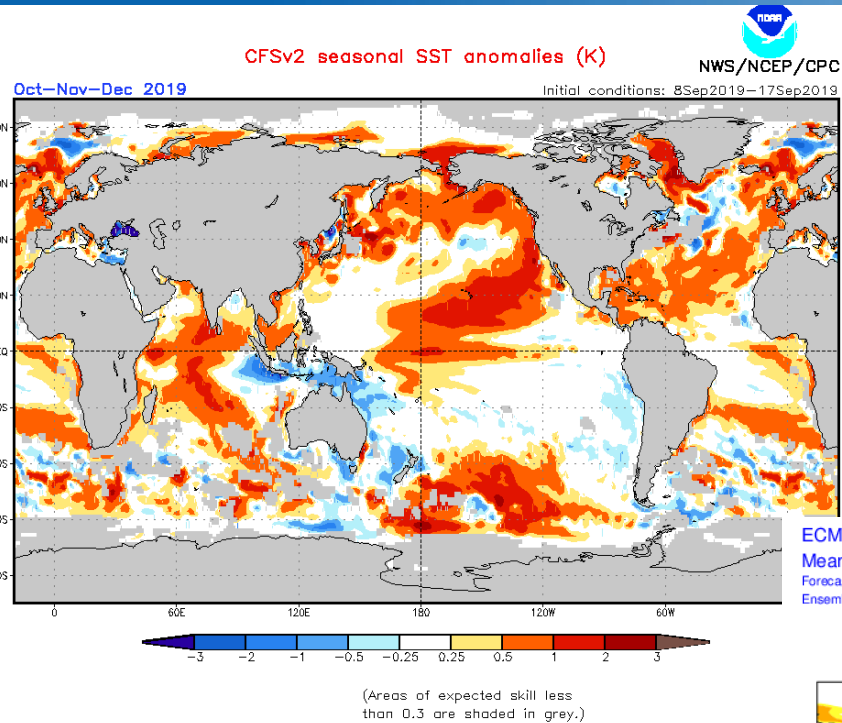 NOAA
CFSv2 seasonal SST anomalies (K)
NWS/NCEP/CPC
Oct-Nov-Dec 2019
Initial conditions: 8Sep2019-17Sep2019
ECM
Mear
Foreca
Ensem
0 60E 120E 180 120W 60W
-3 -2 -1 -0.5 -0.25 0.25 0.5 1 2 3
(Areas of expected skill less
than 0.3 are shaded in grey.)